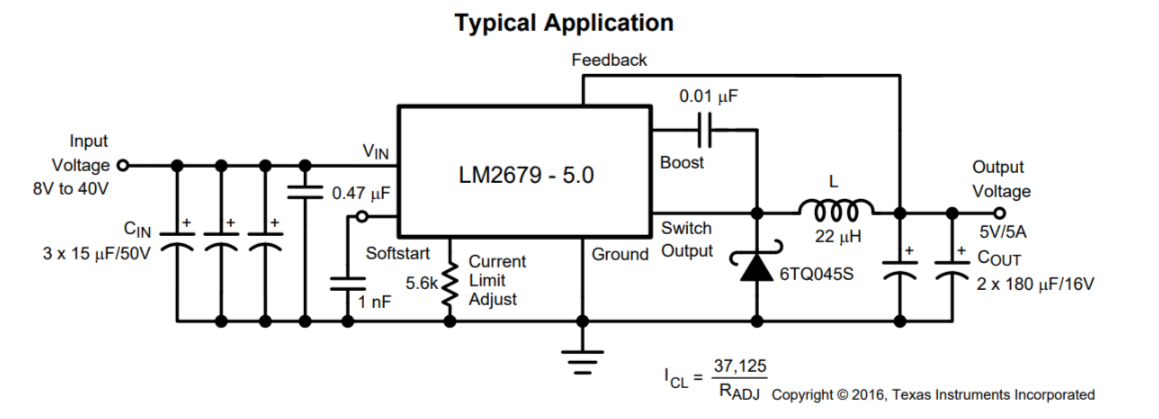 Typical Application
Feedback
0.01 µF
Input
Voltage
8V to 40V
VIN
LM2679 - 5.0
Boost
0.47 µF
CIN
3 x 15 µF/50V
+
+
+
Softstart
1 nF
5.6k
Current
Limit
Adjust
Ground
Switch
Output
L
22 µH
6TQ045S
Output
Voltage
5V/5A
+
+
COUT
2 x 180 µF/16V
ICL = 37,125
RADJ
Copyright © 2016, Texas Instruments Incorporated